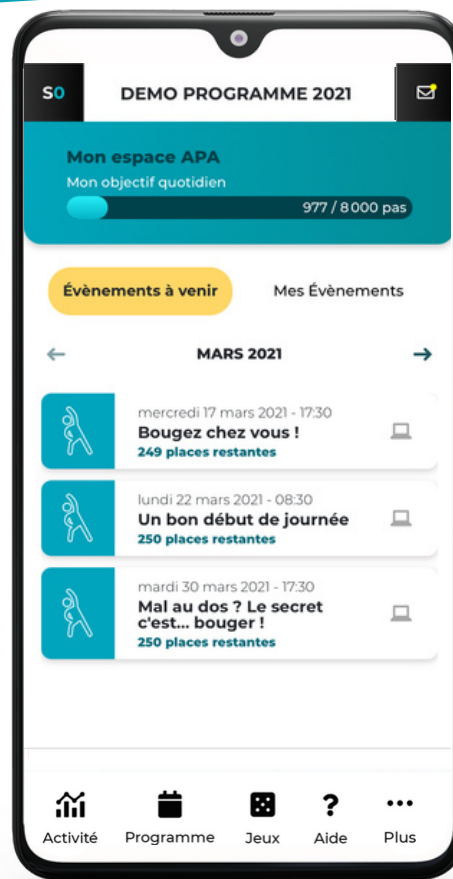 SO
DEMO PROGRAMME 2021
Mon espace APA
Mon objectif quotidien
977 / 8 000 pas
Évènements à venir
Mes Évènements
← MARS 2021 →
mercredi 17 mars 2021 - 17:30
Bougez chez vous !
249 places restantes
lundi 22 mars 2021 - 08:30
Un bon début de journée
250 places restantes
mardi 30 mars 2021 - 17:30
Mal au dos ? Le secret
c'est... bouger !
250 places restantes
Activité
Programme
Jeux
Aide
Plus